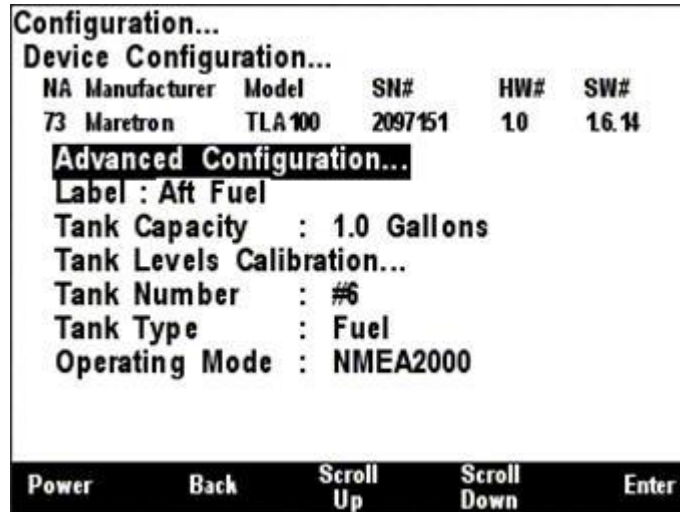 Configuration...
Device Configuration...
NA Manufacturer Model SN# HW# SW#
73 Maretron TLA100 2097151 1.0 1.6.14
Advanced Configuration...
Label : Aft Fuel
Tank Capacity : 1.0 Gallons
Tank Levels Calibration...
Tank Number : #6
Tank Type : Fuel
Operating Mode : NMEA2000
Power Back Scroll Up Scroll Down Enter